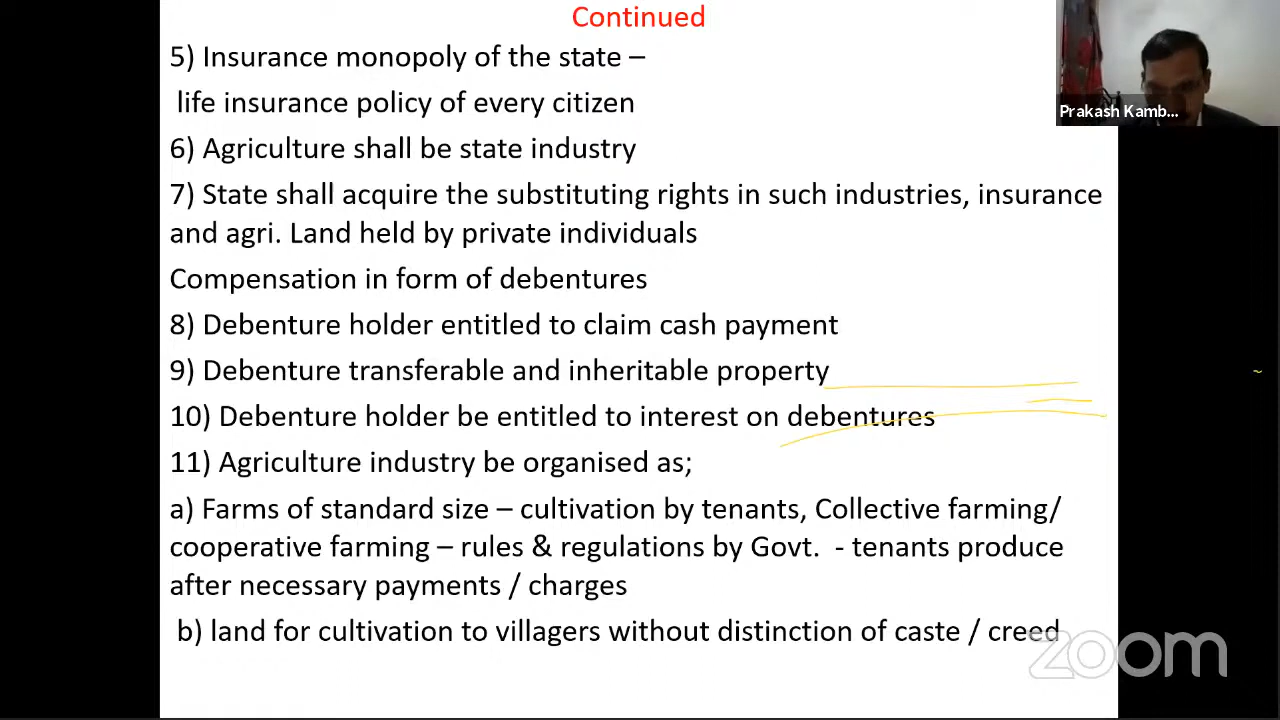 Continued
5) Insurance monopoly of the state –
life insurance policy of every citizen
6) Agriculture shall be state industry
7) State shall acquire the substituting rights in such industries, insurance
and agri. Land held by private individuals
Compensation in form of debentures
8) Debenture holder entitled to claim cash payment
9) Debenture transferable and inheritable property
10) Debenture holder be entitled to interest on debentures
11) Agriculture industry be organised as;
a) Farms of standard size – cultivation by tenants, Collective farming/
cooperative farming – rules & regulations by Govt. - tenants produce
after necessary payments / charges
b) land for cultivation to villagers without distinction of caste / creed
Prakash Kamb...
zoom